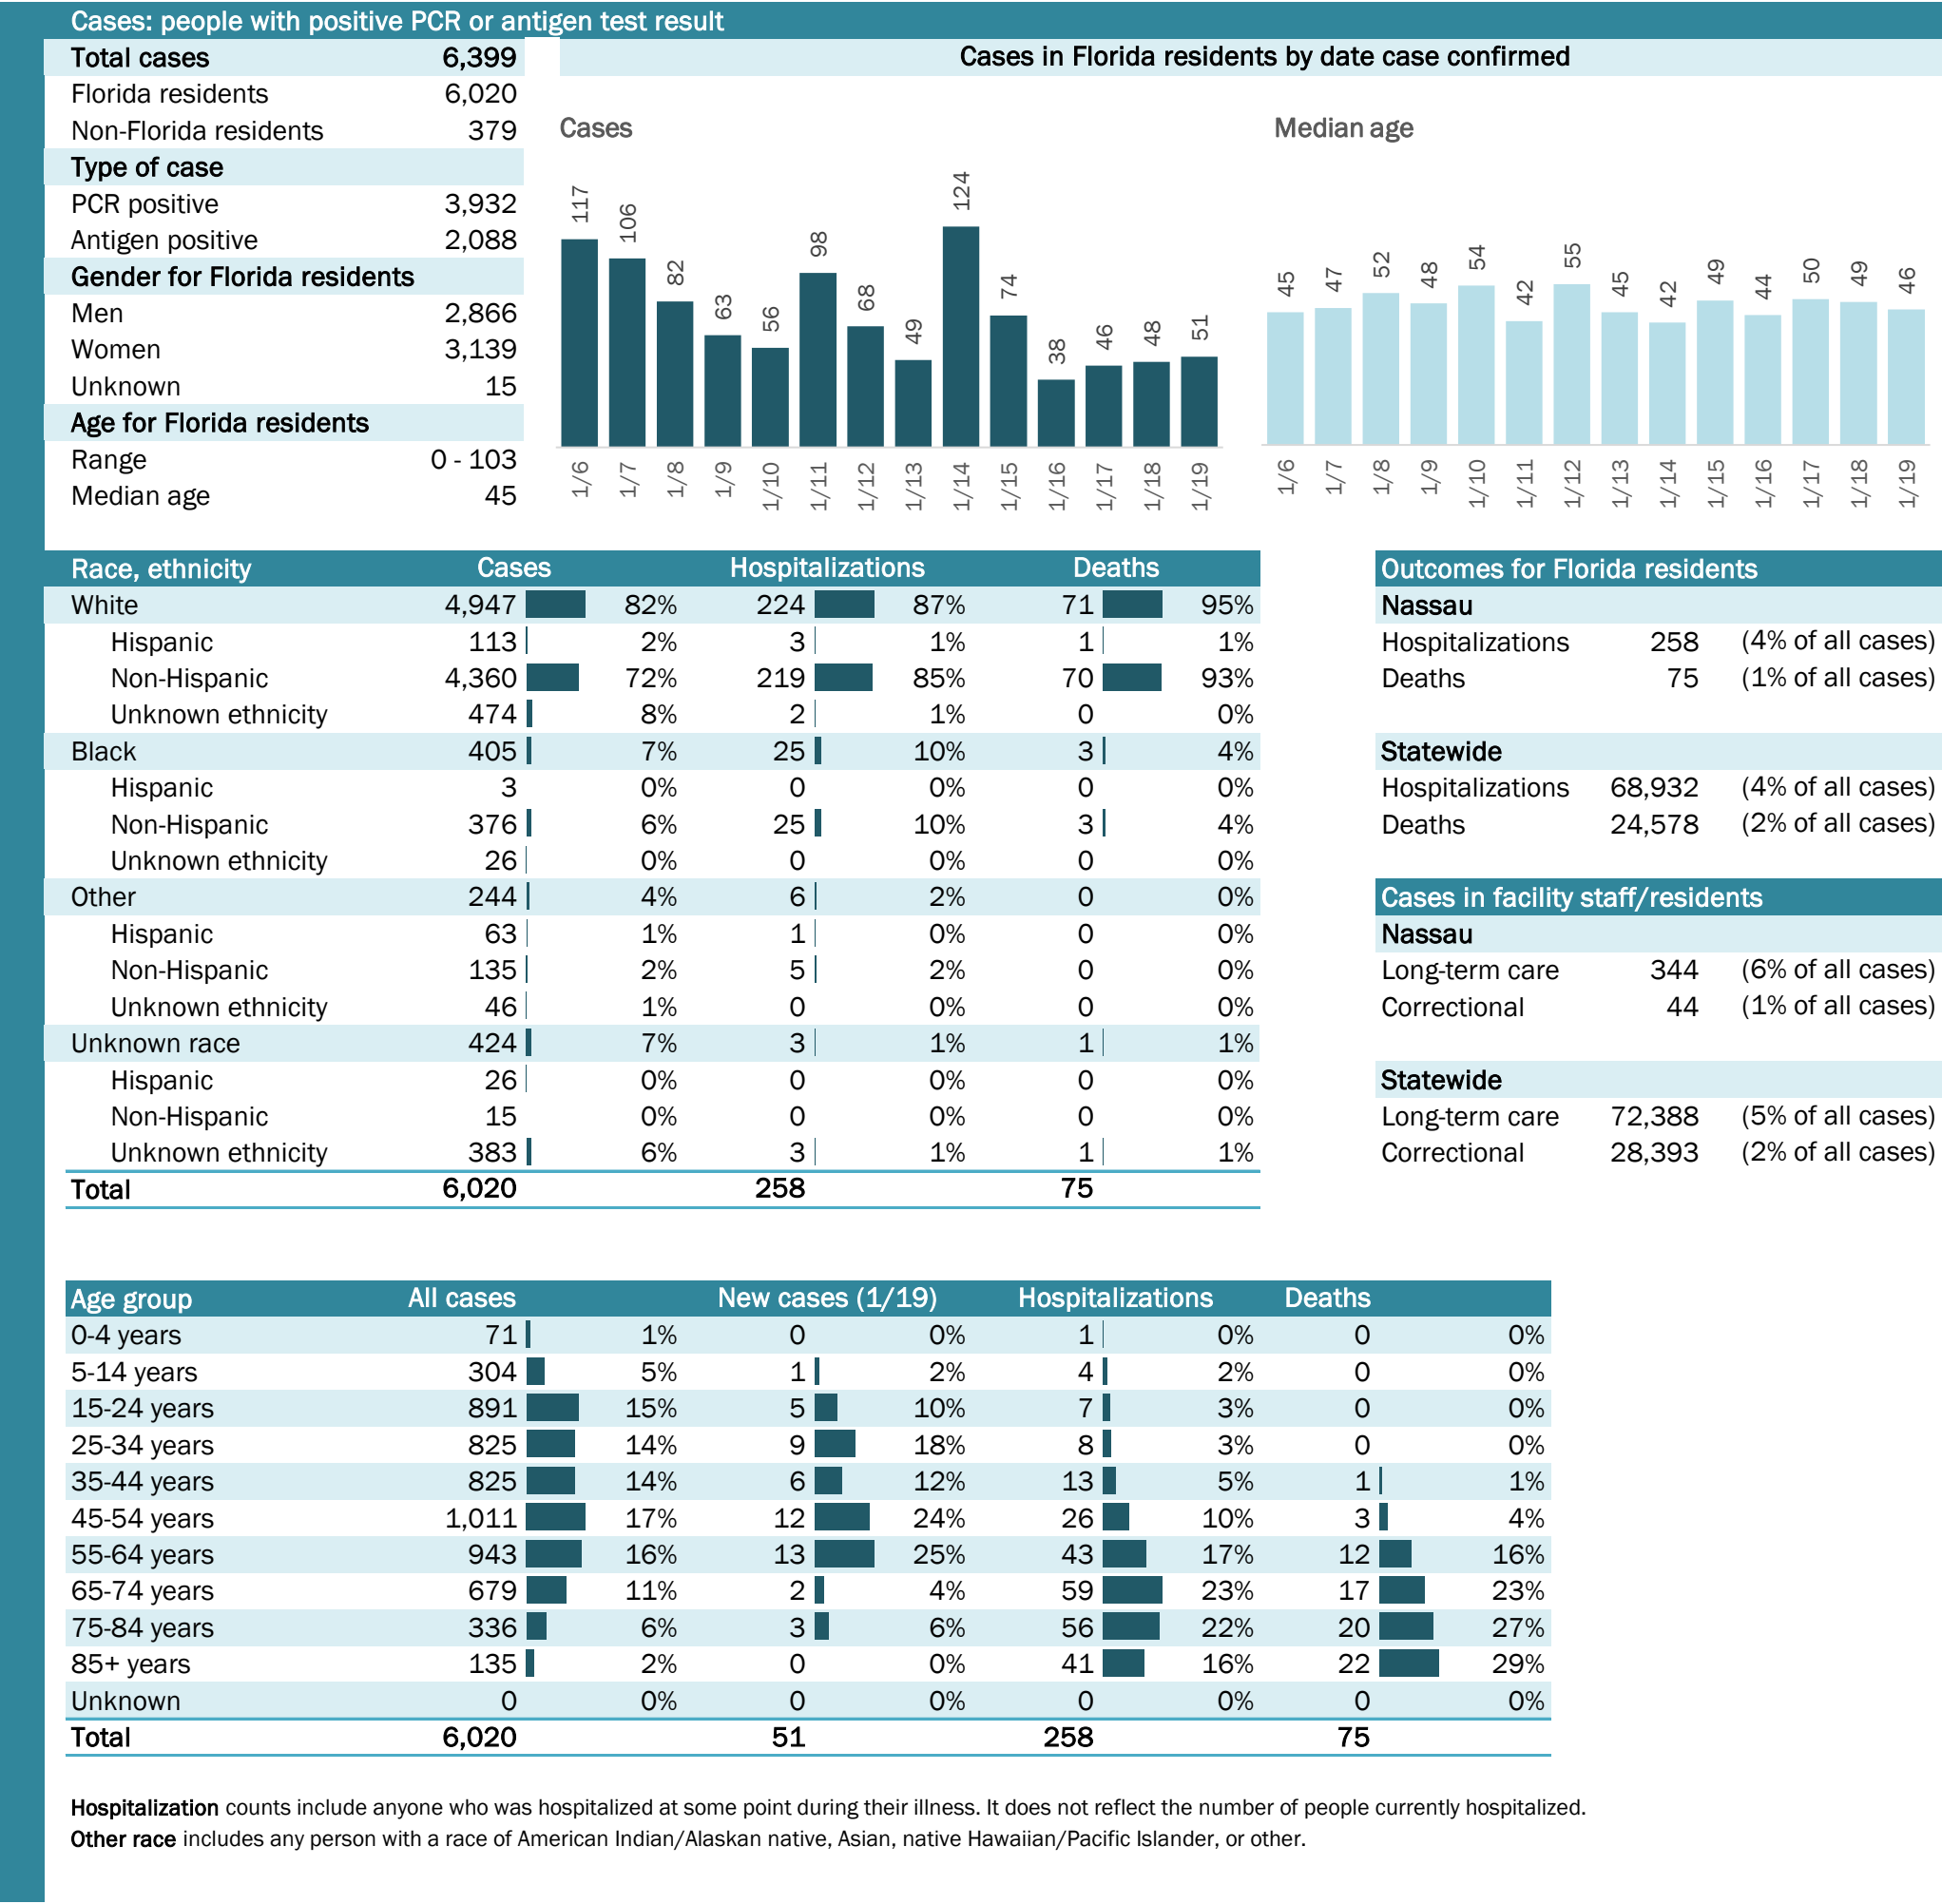 Cases: people with positive PCR or antigen test result
Total cases 6,399
Florida residents 6,020
Non-Florida residents 379
Type of case
PCR positive 3,932
Antigen positive 2,088
Gender for Florida residents
Men 2,866
Women 3,139
Unknown 15
Age for Florida residents
Range 0 - 103
Median age 45
Cases in Florida residents by date case confirmed
Cases
117 106 82 63 56 98 68 49 124 74 38 46 48 51
1/6 1/7 1/8 1/9 1/10 1/11 1/12 1/13 1/14 1/15 1/16 1/17 1/18 1/19
Median age
45 47 52 48 54 42 55 45 42 49 44 50 49 46
1/6 1/7 1/8 1/9 1/10 1/11 1/12 1/13 1/14 1/15 1/16 1/17 1/18 1/19
Race, ethnicity Cases Hospitalizations Deaths
White 4,947 82% 224 87% 71 95%
Hispanic 113 2% 3 1% 1 1%
Non-Hispanic 4,360 72% 219 85% 70 93%
Unknown ethnicity 474 8% 2 1% 0 0%
Black 405 7% 25 10% 3 4%
Hispanic 3 0% 0 0% 0 0%
Non-Hispanic 376 6% 25 10% 3 4%
Unknown ethnicity 26 0% 0 0% 0 0%
Other 244 4% 6 2% 0 0%
Hispanic 63 1% 1 0% 0 0%
Non-Hispanic 135 2% 5 2% 0 0%
Unknown ethnicity 46 1% 0 0% 0 0%
Unknown race 424 7% 3 1% 1 1%
Hispanic 26 0% 0 0% 0 0%
Non-Hispanic 15 0% 0 0% 0 0%
Unknown ethnicity 383 6% 3 1% 1 1%
Total 6,020 258 75
Outcomes for Florida residents
Nassau
Hospitalizations 258 (4% of all cases)
Deaths 75 (1% of all cases)
Statewide
Hospitalizations 68,932 (4% of all cases)
Deaths 24,578 (2% of all cases)
Cases in facility staff/residents
Nassau
Long-term care 344 (6% of all cases)
Correctional 44 (1% of all cases)
Statewide
Long-term care 72,388 (5% of all cases)
Correctional 28,393 (2% of all cases)
Age group All cases New cases (1/19) Hospitalizations Deaths
0-4 years 71 1% 0 0% 1 0% 0 0%
5-14 years 304 5% 1 2% 4 2% 0 0%
15-24 years 891 15% 5 10% 7 3% 0 0%
25-34 years 825 14% 9 18% 8 3% 0 0%
35-44 years 825 14% 6 12% 13 5% 1 1%
45-54 years 1,011 17% 12 24% 26 10% 3 4%
55-64 years 943 16% 13 25% 43 17% 12 16%
65-74 years 679 11% 2 4% 59 23% 17 23%
75-84 years 336 6% 3 6% 56 22% 20 27%
85+ years 135 2% 0 0% 41 16% 22 29%
Unknown 0 0% 0 0% 0 0% 0 0%
Total 6,020 51 258 75
Hospitalization counts include anyone who was hospitalized at some point during their illness. It does not reflect the number of people currently hospitalized.
Other race includes any person with a race of American Indian/Alaskan native, Asian, native Hawaiian/Pacific Islander, or other.